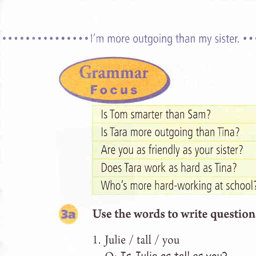 I'm more outgoing than my sister.
Grammar
Focus
Is Tom smarter than Sam?
Is Tara more outgoing than Tina?
Are you as friendly as your sister?
Does Tara work as hard as Tina?
Who's more hard-working at school?
3a Use the words to write question
1. Julie / tall / you
Q: Is Julie as tall as you?